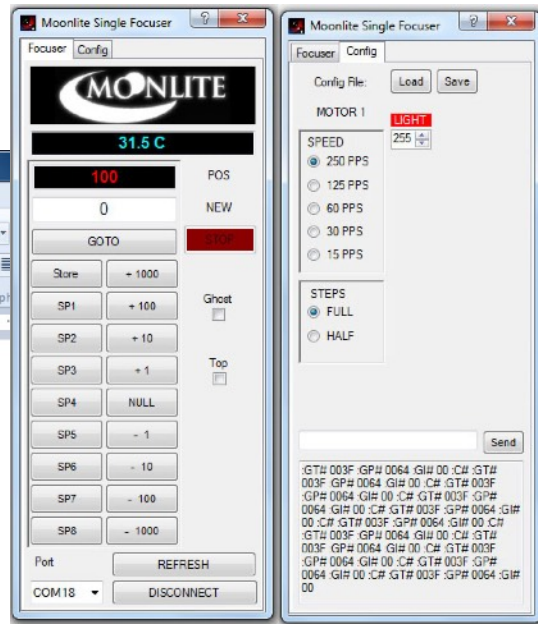 Moonlite Single Focuser
Focuser Config
MOONLITE
31.5 C
100 POS
0 NEW
GOTO STOP
Store + 1000
SP1 + 100 Ghost
SP2 + 10
SP3 + 1 Top
SP4 NULL
SP5 - 1
SP6 - 10
SP7 - 100
SP8 - 1000
Port REFRESH
COM18 DISCONNECT
Moonlite Single Focuser
Focuser Config
Config File: Load Save
MOTOR 1 LIGHT
SPEED 255
250 PPS
125 PPS
60 PPS
30 PPS
15 PPS
STEPS
FULL
HALF
Send
:GT# 003F :GP# 0064 :GI# 00 :C# :GT#
003F :GP# 0064 :GI# 00 :C# :GT# 003F
:GP# 0064 :GI# 00 :C# :GT# 003F :GP#
0064 :GI# 00 :C# :GT# 003F :GP# 0064 :GI#
00 :C# :GT# 003F :GP# 0064 :GI# 00 :C#
:GT# 003F :GP# 0064 :GI# 00 :C# :GT#
003F :GP# 0064 :GI# 00 :C# :GT# 003F
:GP# 0064 :GI# 00 :C# :GT# 003F :GP#
0064 :GI# 00 :C# :GT# 003F :GP# 0064 :GI#
00